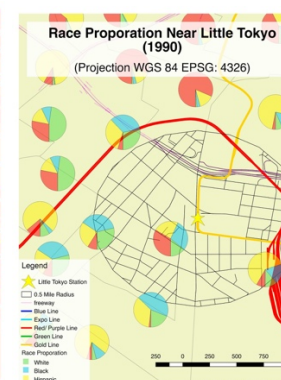 Race Proporation Near Little Tokyo
(1990)
(Projection WGS 84 EPSG: 4326)
Legend
Little Tokyo Station
0.5 Mile Radius
freeway
Blue Line
Expo Line
Red/ Purple Line
Green Line
Gold Line
Race Proporation
White
Black
Hispanic
250 0 250 500 750